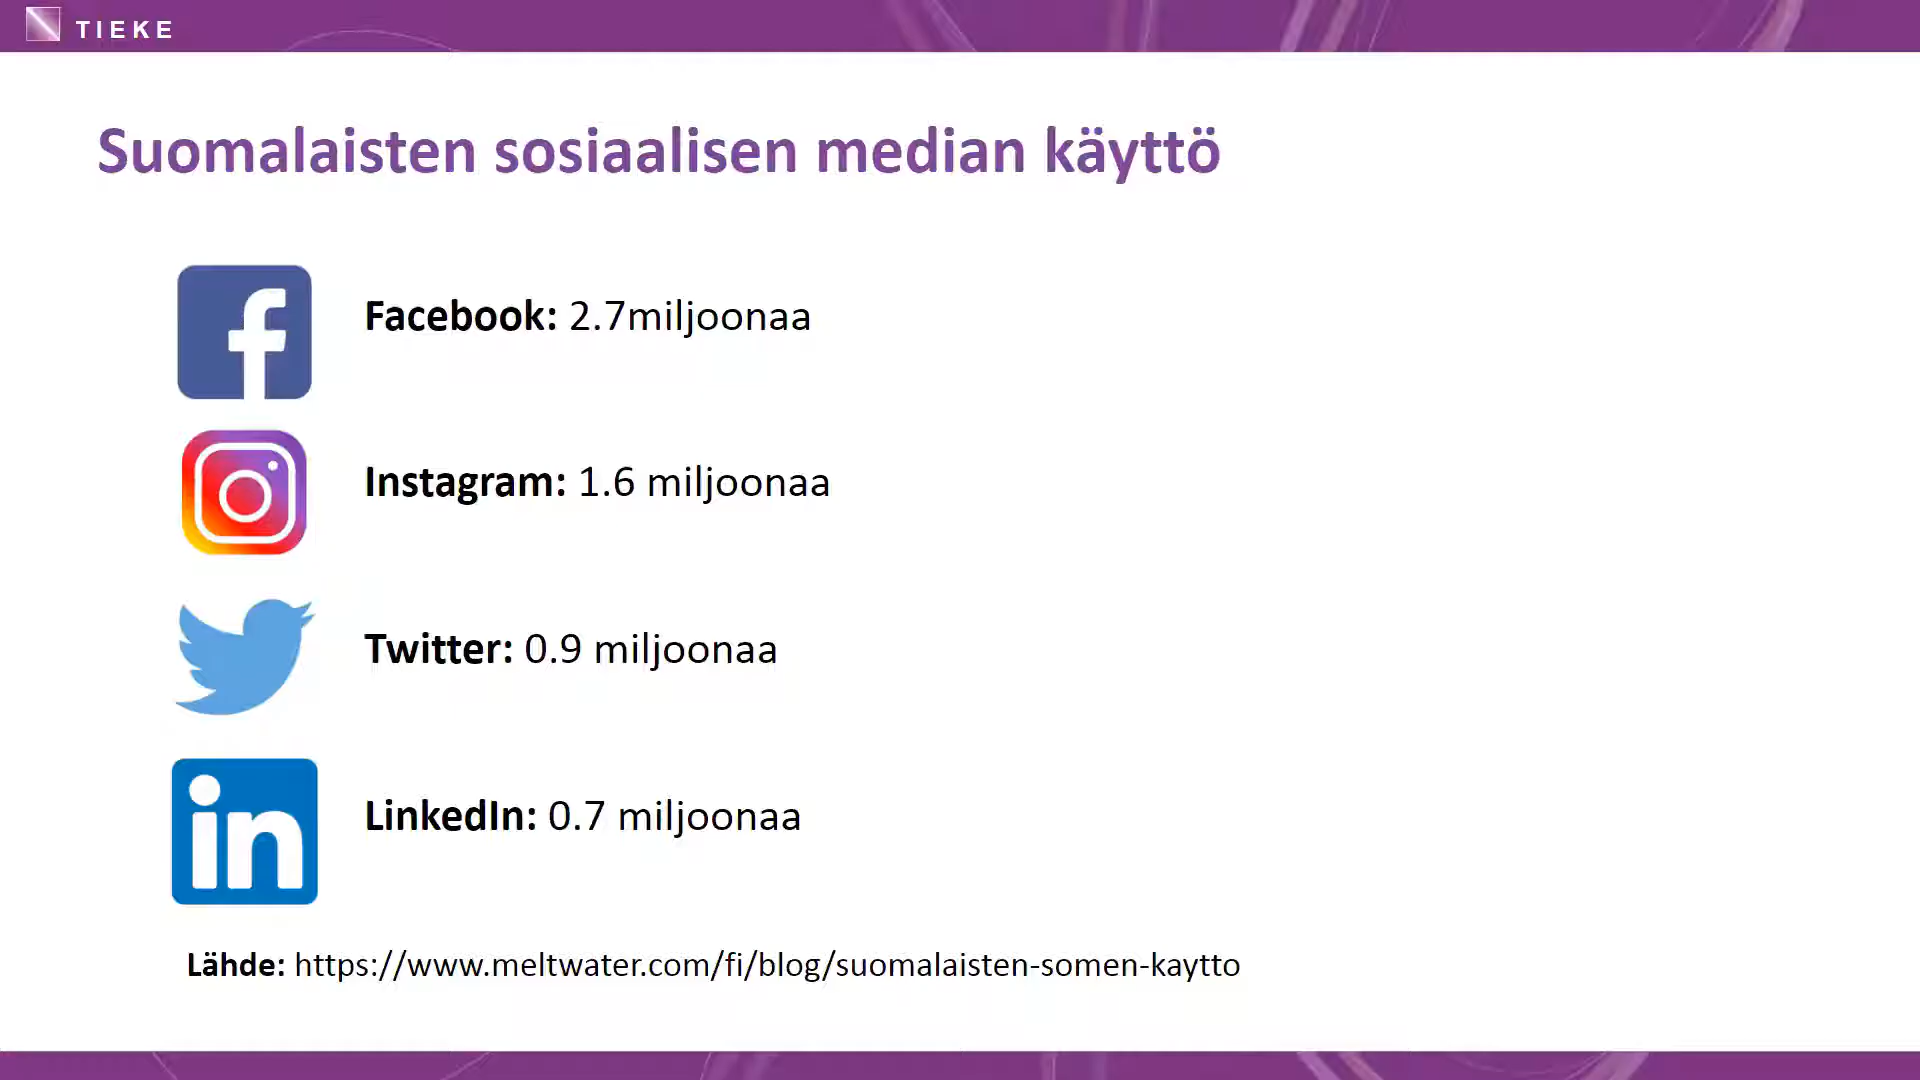 TIEKE
Suomalaisten sosiaalisen median käyttö
Facebook: 2.7miljoonaa
Instagram: 1.6 miljoonaa
Twitter: 0.9 miljoonaa
LinkedIn: 0.7 miljoonaa
Lähde: https://www.meltwater.com/fi/blog/suomalaisten-somen-kaytto